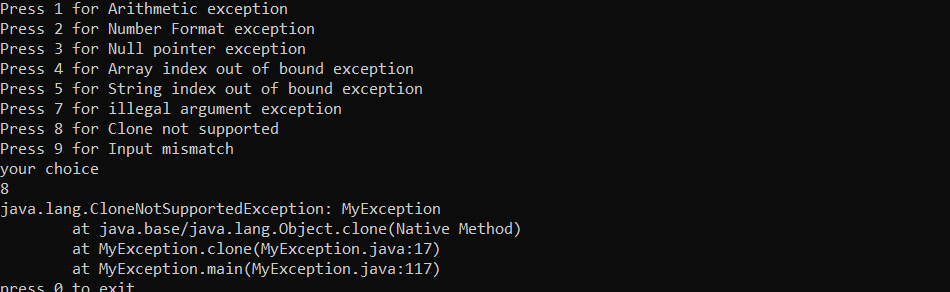 Press 1 for Arithmetic exception
Press 2 for Number Format exception
Press 3 for Null pointer exception
Press 4 for Array index out of bound exception
Press 5 for String index out of bound exception
Press 7 for illegal argument exception
Press 8 for Clone not supported
Press 9 for Input mismatch
your choice
8
java.lang.CloneNotSupportedException: MyException
        at java.base/java.lang.Object.clone(Native Method)
        at MyException.clone(MyException.java:17)
        at MyException.main(MyException.java:117)
press 0 to exit